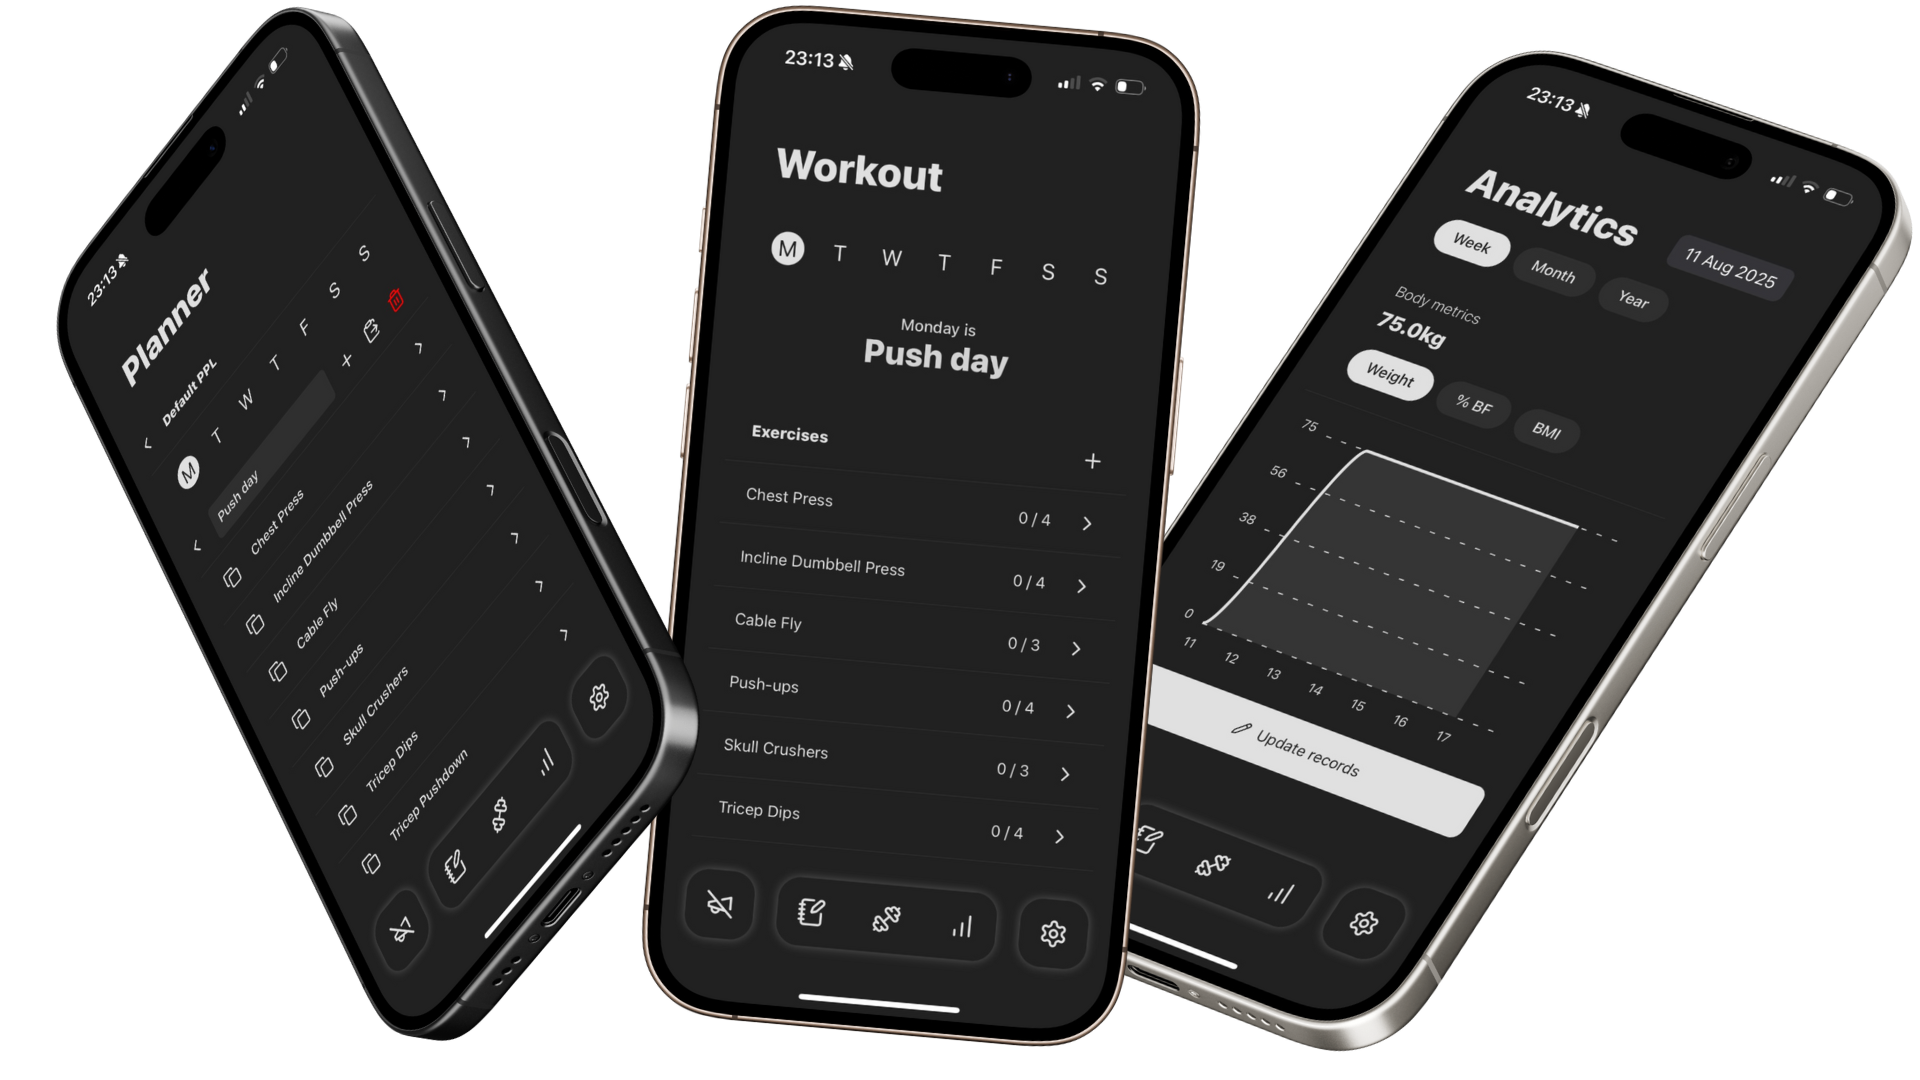 23:13
Planner
Default PPL
M T W T F S S
Push day
Chest Press
Incline Dumbbell Press
Cable Fly
Push-ups
Skull Crushers
Tricep Dips
Tricep Pushdown
23:13
Workout
M T W T F S S
Monday is
Push day
Exercises
Chest Press 0 / 4
Incline Dumbbell Press 0 / 4
Cable Fly 0 / 3
Push-ups 0 / 4
Skull Crushers 0 / 3
Tricep Dips 0 / 4
23:13
Analytics
11 Aug 2025
Week Month Year
Body metrics
75.0kg
Weight % BF BMI
75
56
38
19
0
11 12 13 14 15 16 17
Update records